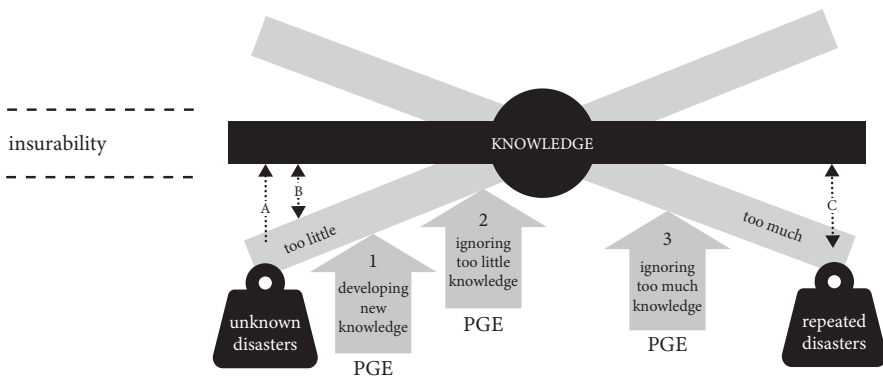 insurability
KNOWLEDGE
A
B
C
too little
too much
1
developing
new
knowledge
PGE
2
ignoring
too little
knowledge
PGE
3
ignoring
too much
knowledge
PGE
unknown
disasters
repeated
disasters